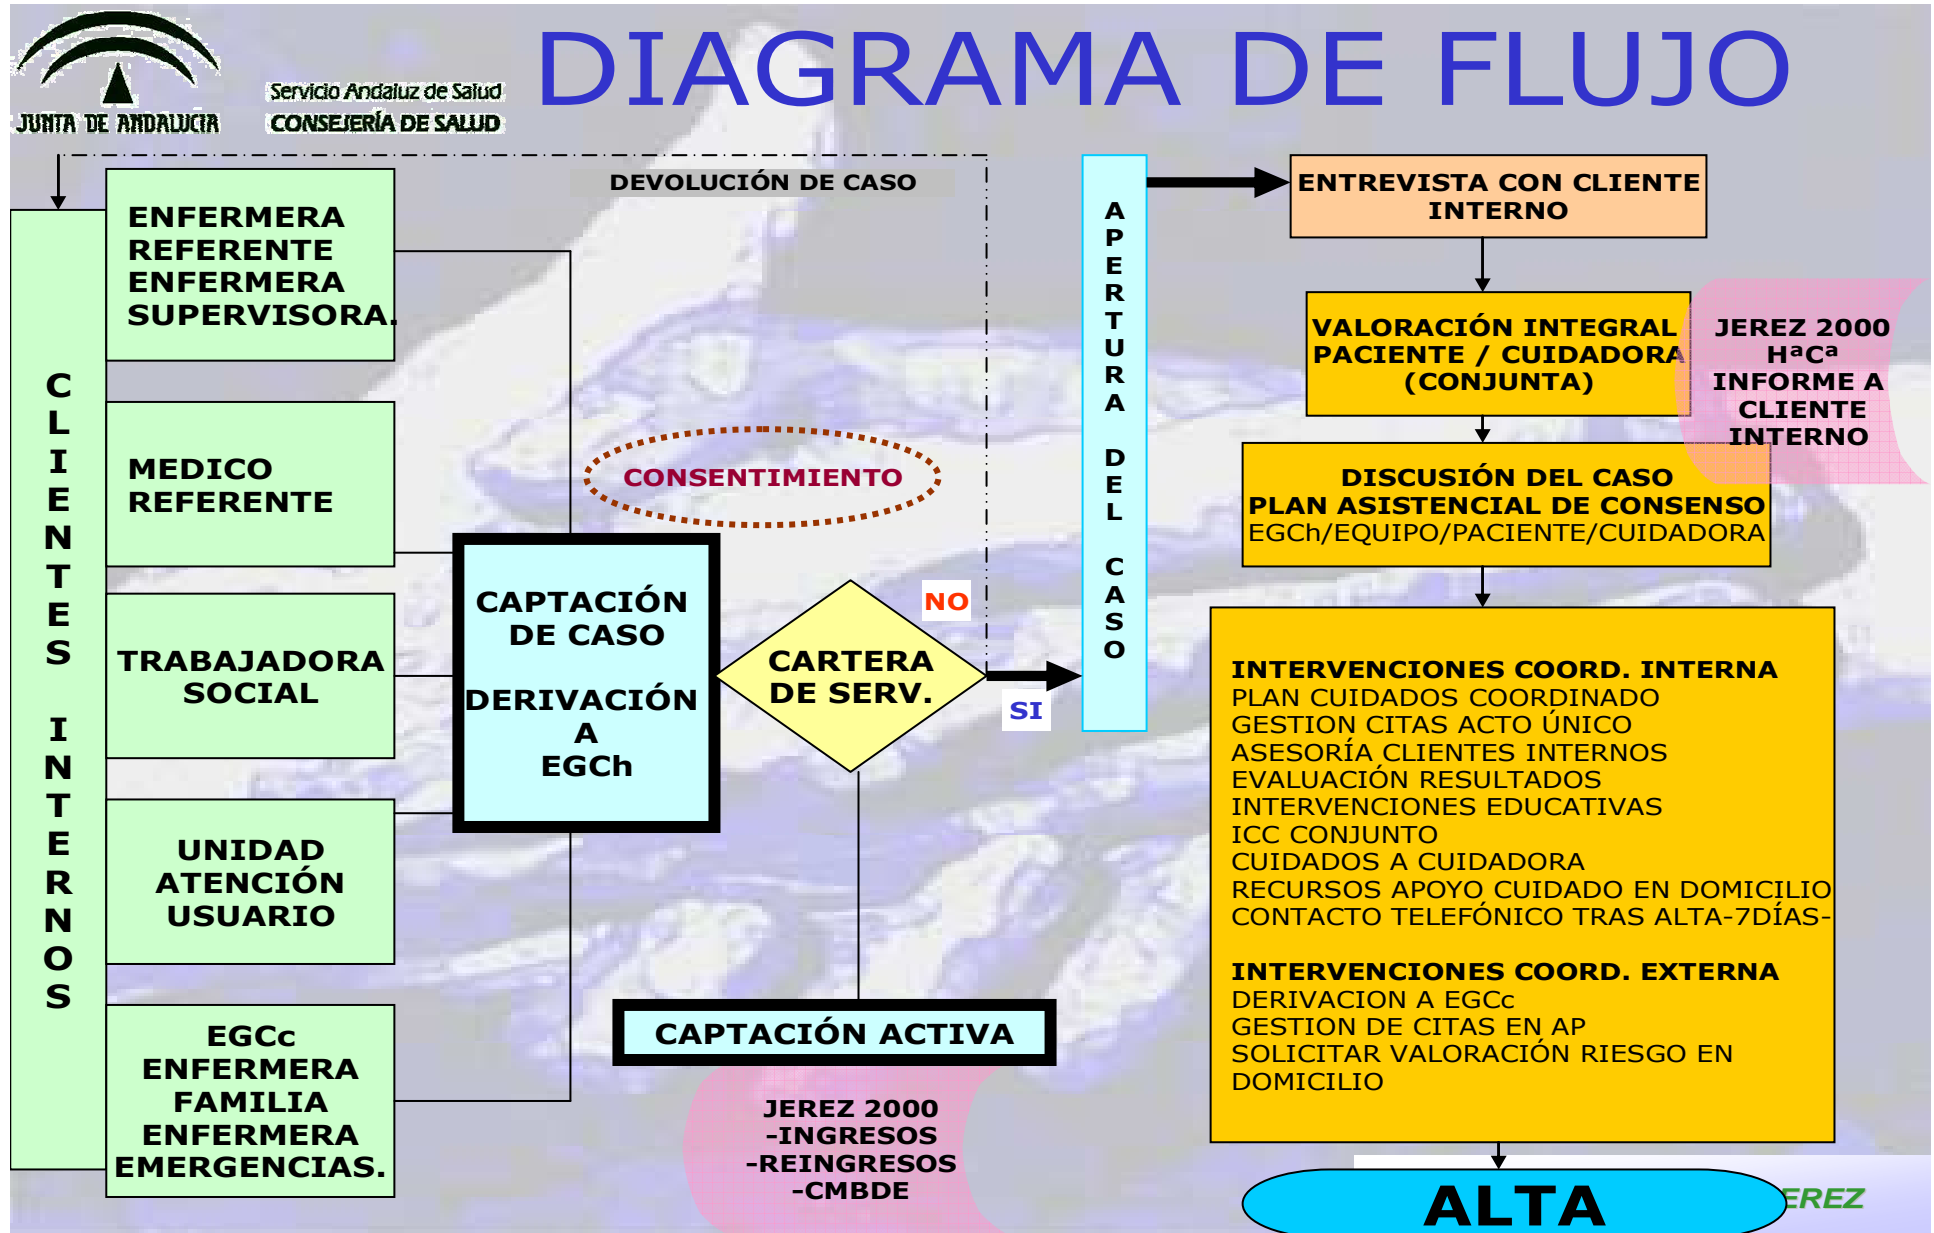 JUNTA DE ANDALUCIA
Servicio Andaluz de Salud
CONSEJERÍA DE SALUD
DIAGRAMA DE FLUJO
DEVOLUCIÓN DE CASO
CLIENTES INTERNOS
ENFERMERA
REFERENTE
ENFERMERA
SUPERVISORA.
MEDICO
REFERENTE
TRABAJADORA
SOCIAL
UNIDAD
ATENCIÓN
USUARIO
EGCc
ENFERMERA
FAMILIA
ENFERMERA
EMERGENCIAS.
CAPTACIÓN
DE CASO
DERIVACIÓN
A
EGCh
CONSENTIMIENTO
CARTERA
DE SERV.
NO
SI
CAPTACIÓN ACTIVA
JEREZ 2000
-INGRESOS
-REINGRESOS
-CMBDE
APERTURA DEL CASO
ENTREVISTA CON CLIENTE
INTERNO
VALORACIÓN INTEGRAL
PACIENTE / CUIDADORA
(CONJUNTA)
JEREZ 2000
HªCª
INFORME A
CLIENTE
INTERNO
DISCUSIÓN DEL CASO
PLAN ASISTENCIAL DE CONSENSO
EGCh/EQUIPO/PACIENTE/CUIDADORA
INTERVENCIONES COORD. INTERNA
PLAN CUIDADOS COORDINADO
GESTION CITAS ACTO ÚNICO
ASESORÍA CLIENTES INTERNOS
EVALUACIÓN RESULTADOS
INTERVENCIONES EDUCATIVAS
ICC CONJUNTO
CUIDADOS A CUIDADORA
RECURSOS APOYO CUIDADO EN DOMICILIO
CONTACTO TELEFÓNICO TRAS ALTA-7DÍAS-
INTERVENCIONES COORD. EXTERNA
DERIVACION A EGCc
GESTION DE CITAS EN AP
SOLICITAR VALORACIÓN RIESGO EN
DOMICILIO
ALTA
EREZ